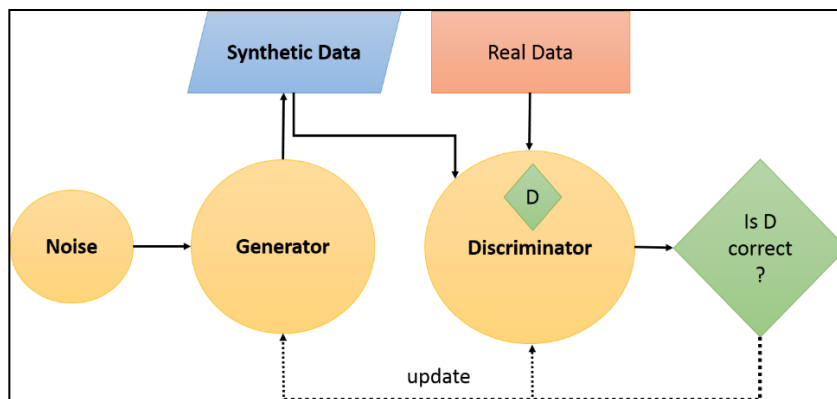 Synthetic Data
Real Data
D
Noise
Generator
Discriminator
Is D
correct
?
update